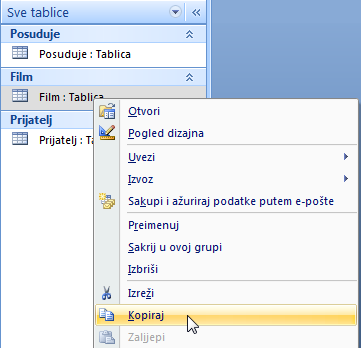 Sve tablice
Posuduje
Posuduje : Tablica
Film
Film : Tablica
Prijatelj
Prijatelj : Ta
Otvori
Pogled dizajna
Uvezi
Izvoz
Sakupi i ažuriraj podatke putem e-pošte
Preimenuj
Sakrij u ovoj grupi
Izbriši
Izreži
Kopiraj
Zalijepi